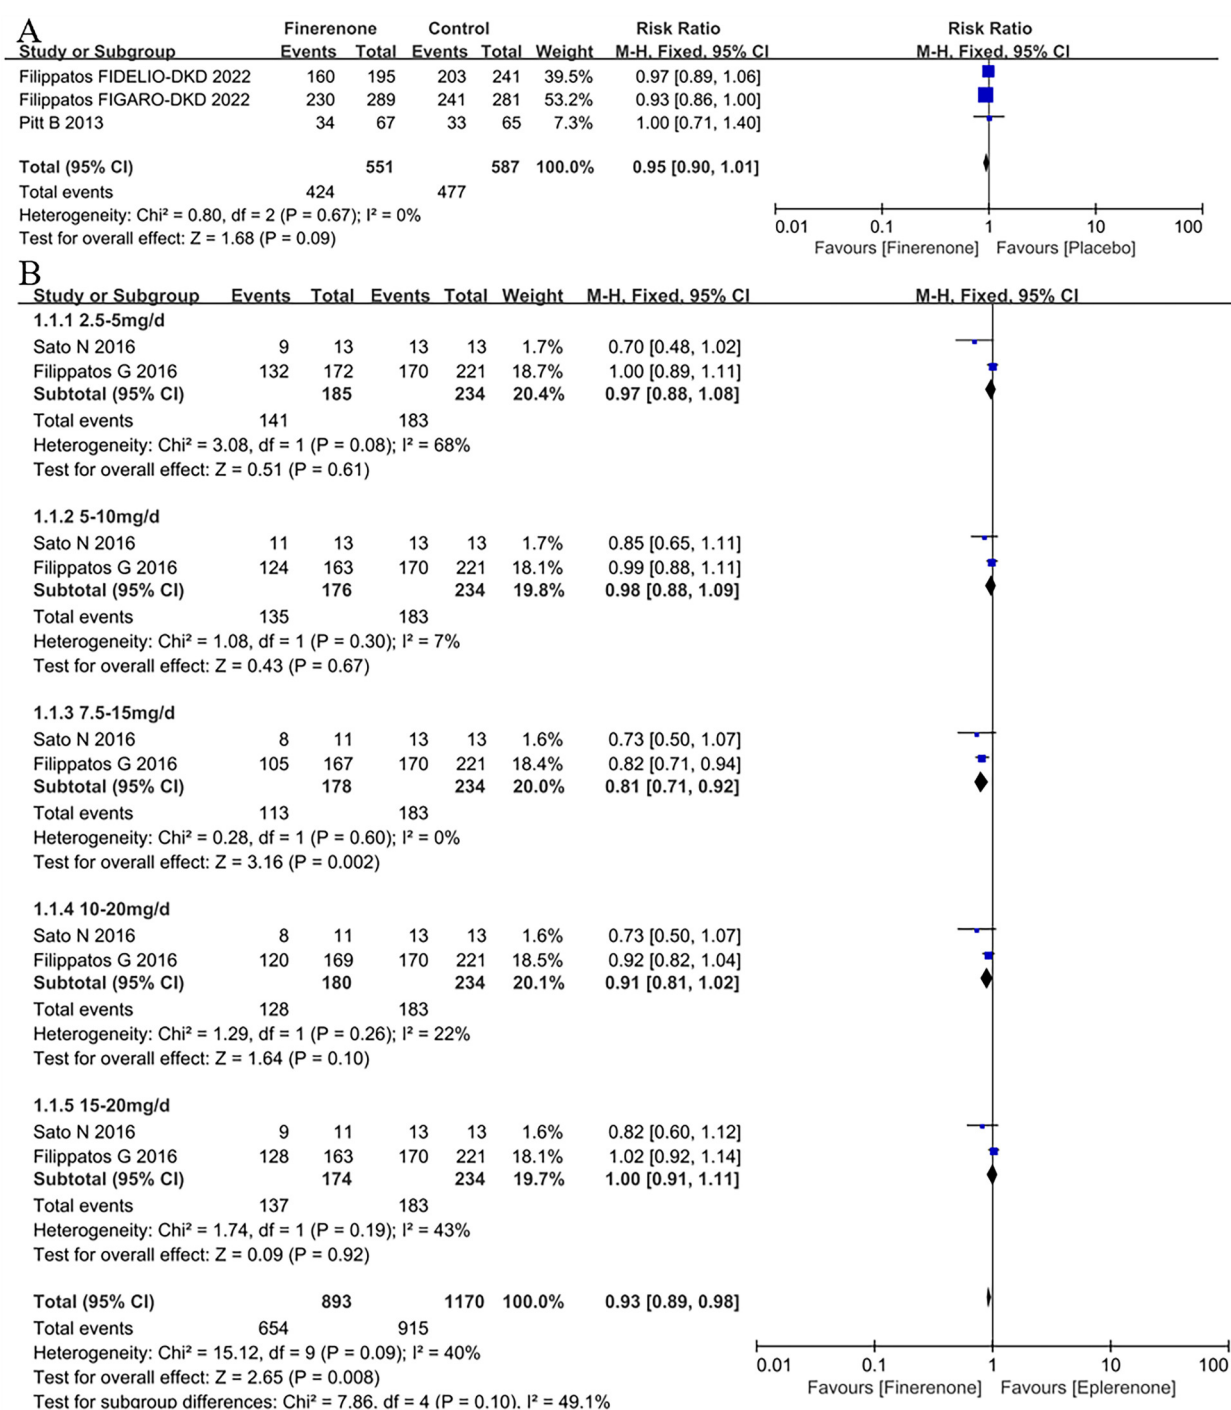 A
Finerenone Control Risk Ratio Risk Ratio
Study or Subgroup Events Total Events Total Weight M-H, Fixed, 95% CI M-H, Fixed, 95% CI
Filippatos FIDELIO-DKD 2022 160 195 203 241 39.5% 0.97 [0.89, 1.06]
Filippatos FIGARO-DKD 2022 230 289 241 281 53.2% 0.93 [0.86, 1.00]
Pitt B 2013 34 67 33 65 7.3% 1.00 [0.71, 1.40]
Total (95% CI) 551 587 100.0% 0.95 [0.90, 1.01]
Total events 424 477
Heterogeneity: Chi² = 0.80, df = 2 (P = 0.67); I² = 0%
Test for overall effect: Z = 1.68 (P = 0.09)
0.01 0.1 1 10 100
Favours [Finerenone] Favours [Placebo]
B
Study or Subgroup Events Total Events Total Weight M-H, Fixed, 95% CI M-H, Fixed, 95% CI
1.1.1 2.5-5mg/d
Sato N 2016 9 13 13 13 1.7% 0.70 [0.48, 1.02]
Filippatos G 2016 132 172 170 221 18.7% 1.00 [0.89, 1.11]
Subtotal (95% CI) 185 234 20.4% 0.97 [0.88, 1.08]
Total events 141 183
Heterogeneity: Chi² = 3.08, df = 1 (P = 0.08); I² = 68%
Test for overall effect: Z = 0.51 (P = 0.61)
1.1.2 5-10mg/d
Sato N 2016 11 13 13 13 1.7% 0.85 [0.65, 1.11]
Filippatos G 2016 124 163 170 221 18.1% 0.99 [0.88, 1.11]
Subtotal (95% CI) 176 234 19.8% 0.98 [0.88, 1.09]
Total events 135 183
Heterogeneity: Chi² = 1.08, df = 1 (P = 0.30); I² = 7%
Test for overall effect: Z = 0.43 (P = 0.67)
1.1.3 7.5-15mg/d
Sato N 2016 8 11 13 13 1.6% 0.73 [0.50, 1.07]
Filippatos G 2016 105 167 170 221 18.4% 0.82 [0.71, 0.94]
Subtotal (95% CI) 178 234 20.0% 0.81 [0.71, 0.92]
Total events 113 183
Heterogeneity: Chi² = 0.28, df = 1 (P = 0.60); I² = 0%
Test for overall effect: Z = 3.16 (P = 0.002)
1.1.4 10-20mg/d
Sato N 2016 8 11 13 13 1.6% 0.73 [0.50, 1.07]
Filippatos G 2016 120 169 170 221 18.5% 0.92 [0.82, 1.04]
Subtotal (95% CI) 180 234 20.1% 0.91 [0.81, 1.02]
Total events 128 183
Heterogeneity: Chi² = 1.29, df = 1 (P = 0.26); I² = 22%
Test for overall effect: Z = 1.64 (P = 0.10)
1.1.5 15-20mg/d
Sato N 2016 9 11 13 13 1.6% 0.82 [0.60, 1.12]
Filippatos G 2016 128 163 170 221 18.1% 1.02 [0.92, 1.14]
Subtotal (95% CI) 174 234 19.7% 1.00 [0.91, 1.11]
Total events 137 183
Heterogeneity: Chi² = 1.74, df = 1 (P = 0.19); I² = 43%
Test for overall effect: Z = 0.09 (P = 0.92)
Total (95% CI) 893 1170 100.0% 0.93 [0.89, 0.98]
Total events 654 915
Heterogeneity: Chi² = 15.12, df = 9 (P = 0.09); I² = 40%
Test for overall effect: Z = 2.65 (P = 0.008)
Test for subgroup differences: Chi² = 7.86, df = 4 (P = 0.10), I² = 49.1%
0.01 0.1 1 10 100
Favours [Finerenone] Favours [Eplerenone]